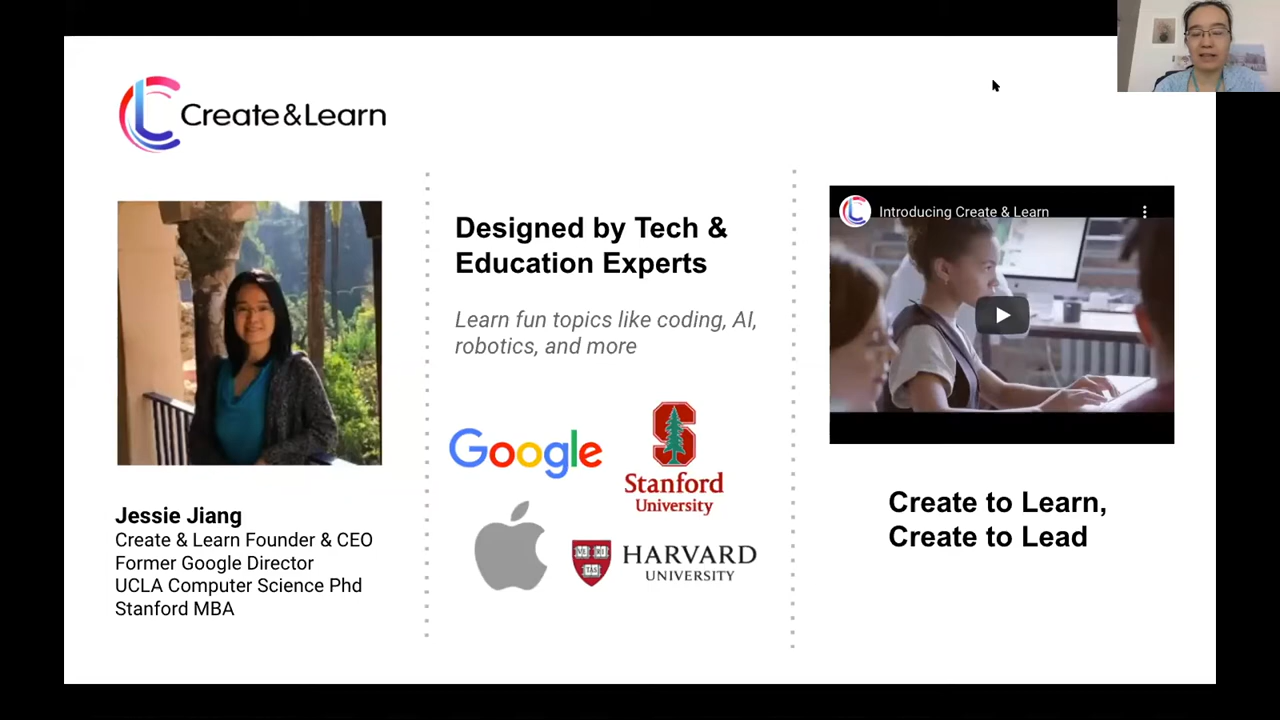 Create&Learn
Jessie Jiang
Create & Learn Founder & CEO
Former Google Director
UCLA Computer Science Phd
Stanford MBA
Designed by Tech &
Education Experts
Learn fun topics like coding, AI,
robotics, and more
Google
Stanford
University
HARVARD
UNIVERSITY
Introducing Create & Learn
Create to Learn,
Create to Lead